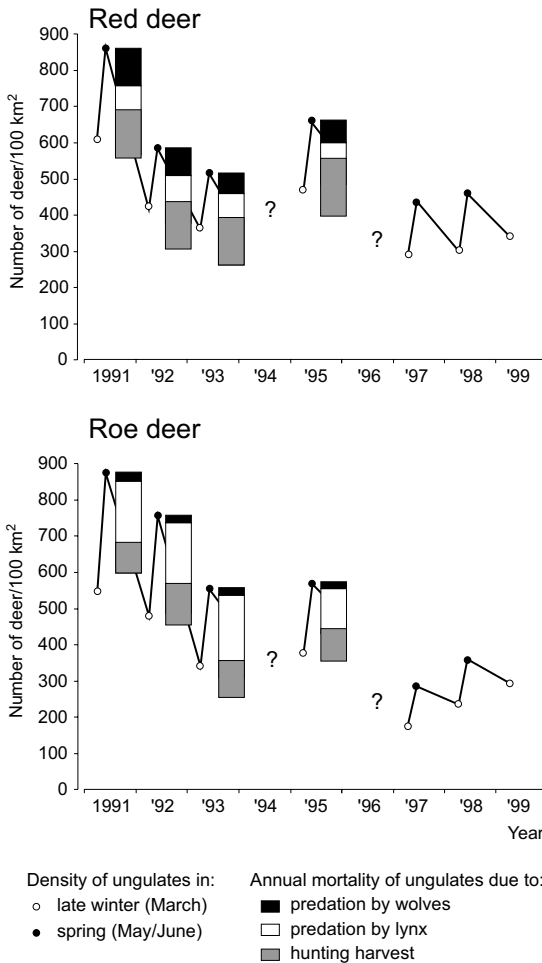 Red deer
Number of deer/100 km²
900
800
700
600
500
400
300
200
100
0
?
?
1991 '92 '93 '94 '95 '96 '97 '98 '99
Roe deer
Number of deer/100 km²
900
800
700
600
500
400
300
200
100
0
?
?
1991 '92 '93 '94 '95 '96 '97 '98 '99
Year
Density of ungulates in:
late winter (March)
spring (May/June)
Annual mortality of ungulates due to:
predation by wolves
predation by lynx
hunting harvest